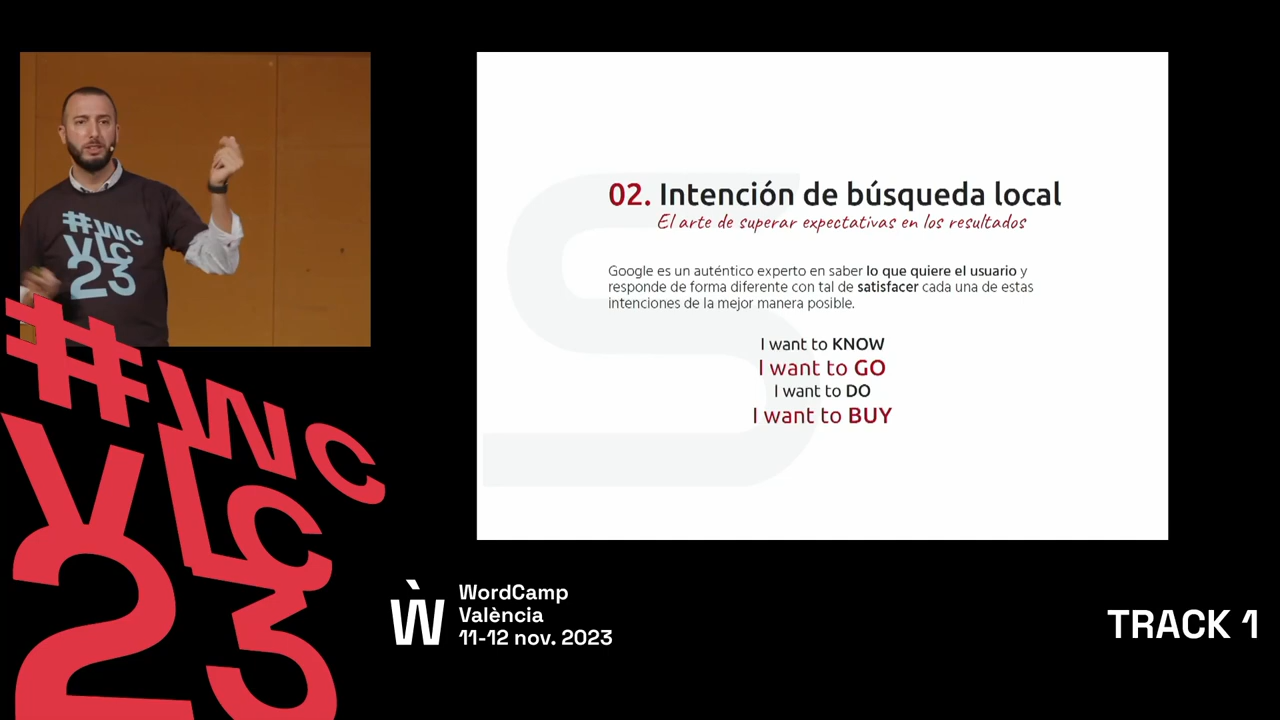 #WC
VLC
23
02. Intención de búsqueda local
El arte de superar expectativas en los resultados
Google es un auténtico experto en saber lo que quiere el usuario y
responde de forma diferente con tal de satisfacer cada una de estas
intenciones de la mejor manera posible.
I want to KNOW
I want to GO
I want to DO
I want to BUY
#WC
VLC
23
WordCamp
València
11-12 nov. 2023
TRACK 1